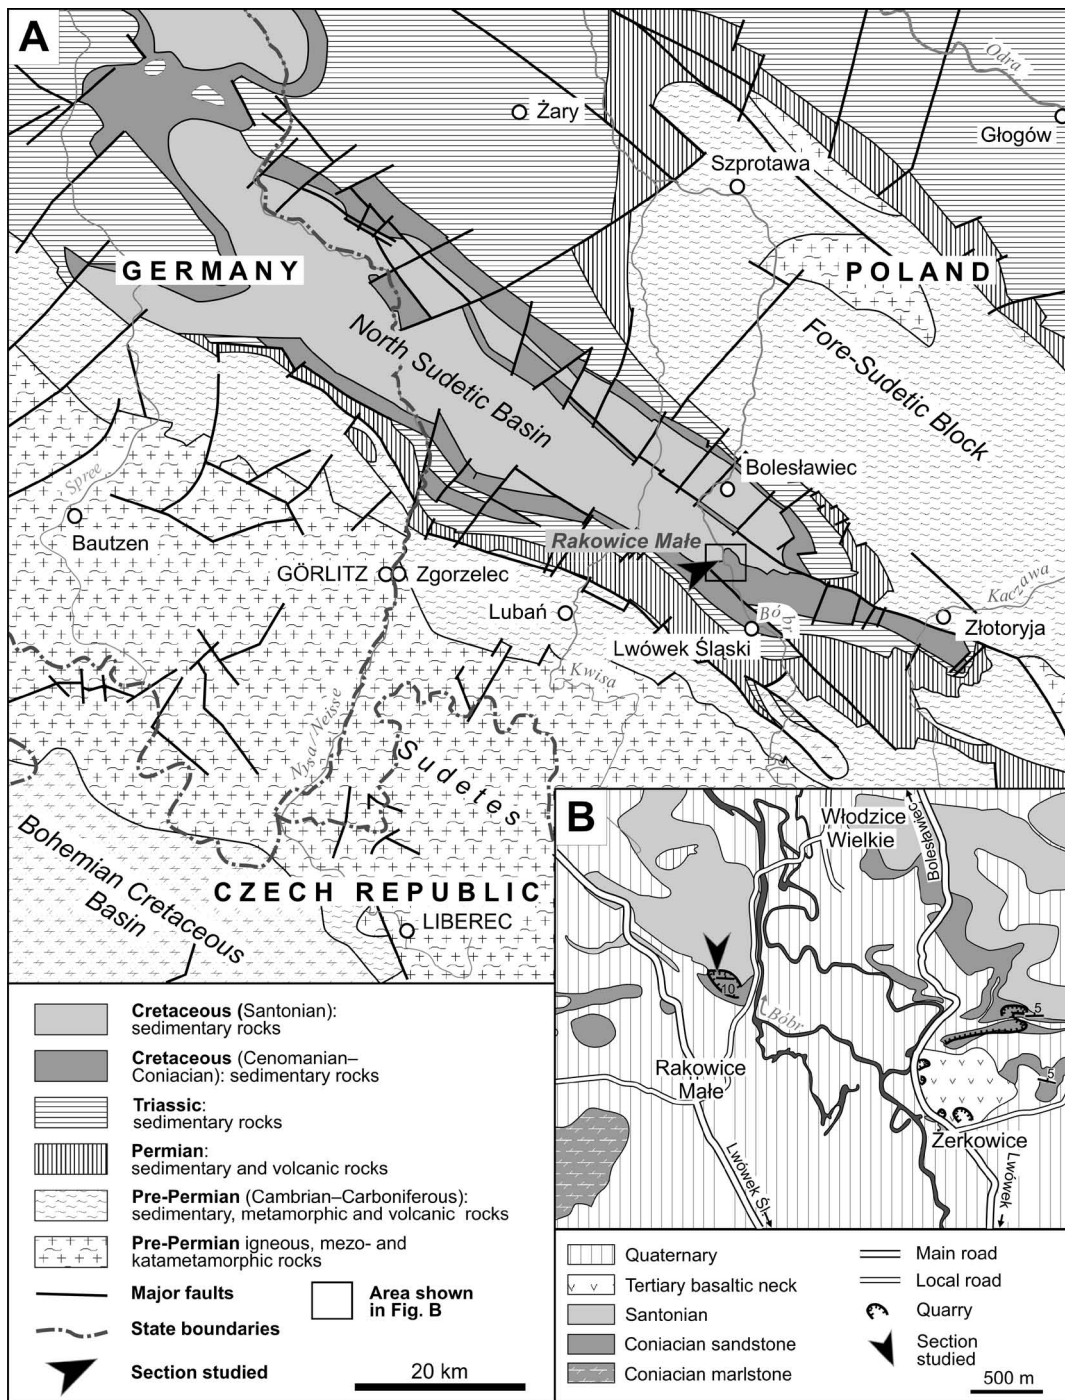 A
Odra
Żary
Głogów
Szprotawa
GERMANY
POLAND
North Sudetic Basin
Fore-Sudetic Block
Spree
Bolesławiec
Bautzen
Rakowice Małe
GÖRLITZ
Zgorzelec
Lubań
Bóbr
Kaczawa
Złotoryja
Lwówek Śląski
Kwisa
Nysa/Neisse
Sudetes
Bohemian Cretaceous
Basin
CZECH REPUBLIC
LIBEREC
B
Włodzice
Wielkie
Bolesławiec
10
Bóbr
5
5
Rakowice
Małe
Żerkowice
Lwówek Śl.
Lwówek
Cretaceous (Santonian):
sedimentary rocks
Cretaceous (Cenomanian–
Coniacian): sedimentary rocks
Triassic:
sedimentary rocks
Permian:
sedimentary and volcanic rocks
Pre-Permian (Cambrian–Carboniferous):
sedimentary, metamorphic and volcanic rocks
Pre-Permian igneous, mezo- and
katametamorphic rocks
Major faults
Area shown
in Fig. B
State boundaries
Section studied
20 km
Quaternary
Tertiary basaltic neck
Santonian
Coniacian sandstone
Coniacian marlstone
Main road
Local road
Quarry
Section
studied
500 m